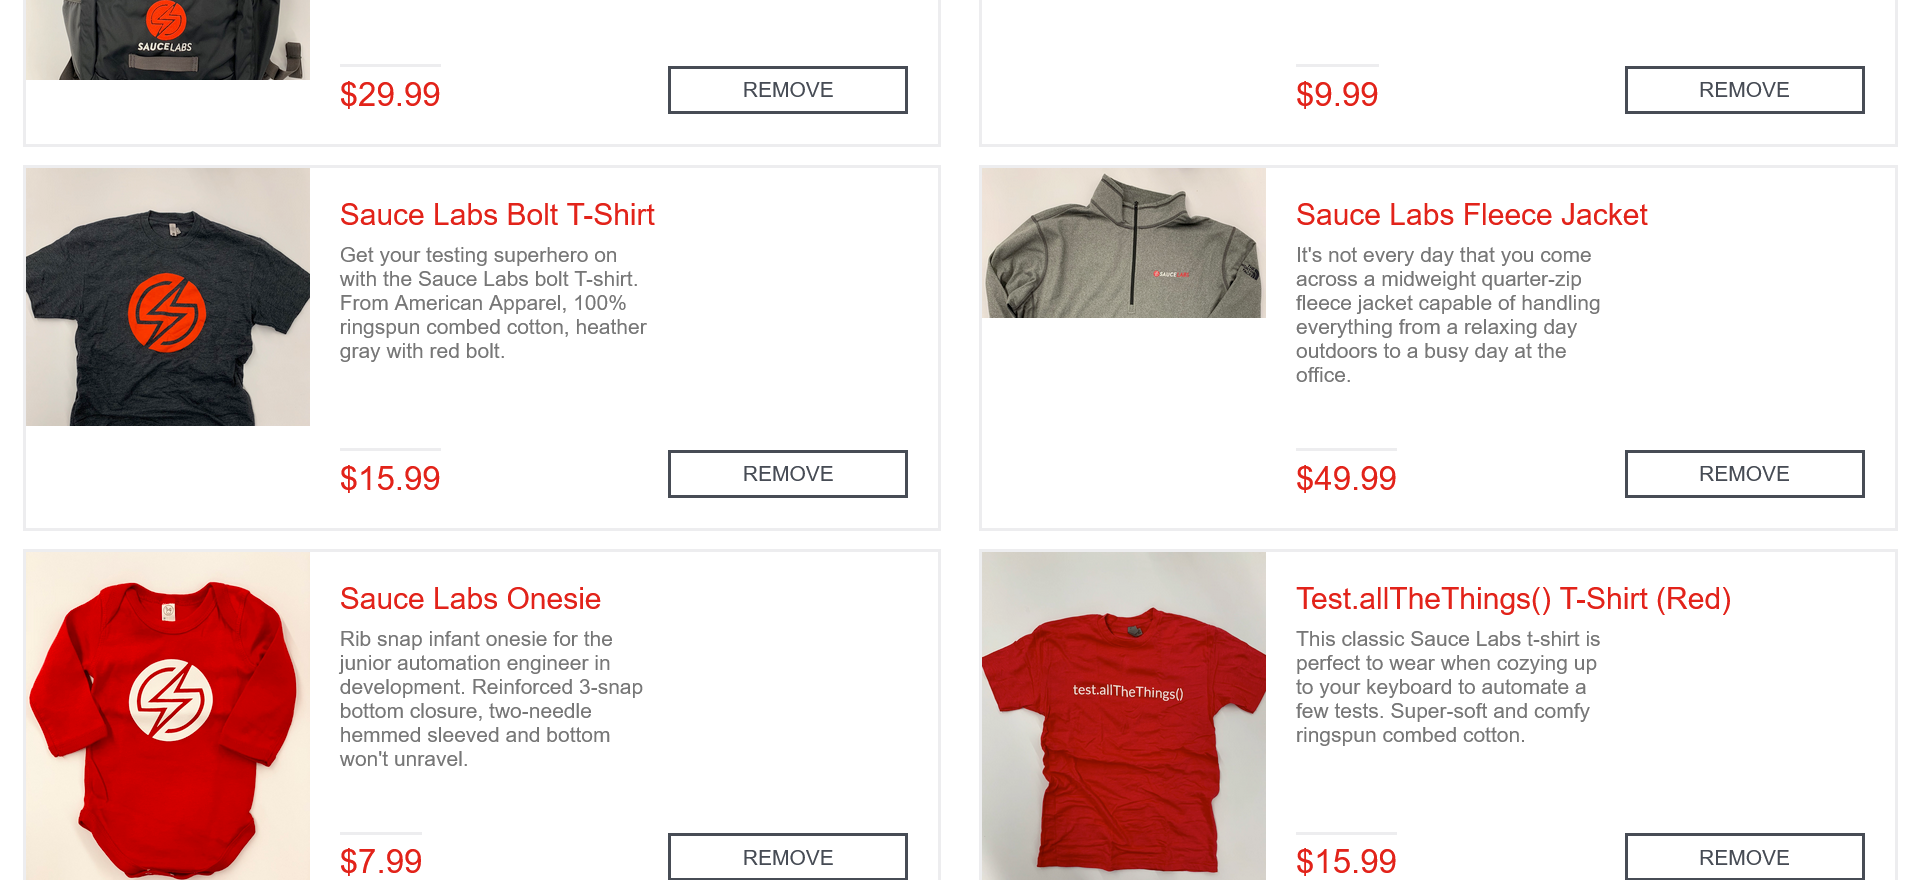 SAUCELABS
$29.99
REMOVE
$9.99
REMOVE
Sauce Labs Bolt T-Shirt
Get your testing superhero on
with the Sauce Labs bolt T-shirt.
From American Apparel, 100%
ringspun combed cotton, heather
gray with red bolt.
$15.99
REMOVE
SAUCE LABS
Sauce Labs Fleece Jacket
It's not every day that you come
across a midweight quarter-zip
fleece jacket capable of handling
everything from a relaxing day
outdoors to a busy day at the
office.
$49.99
REMOVE
Sauce Labs Onesie
Rib snap infant onesie for the
junior automation engineer in
development. Reinforced 3-snap
bottom closure, two-needle
hemmed sleeved and bottom
won't unravel.
$7.99
REMOVE
test.allTheThings()
Test.allTheThings() T-Shirt (Red)
This classic Sauce Labs t-shirt is
perfect to wear when cozying up
to your keyboard to automate a
few tests. Super-soft and comfy
ringspun combed cotton.
$15.99
REMOVE